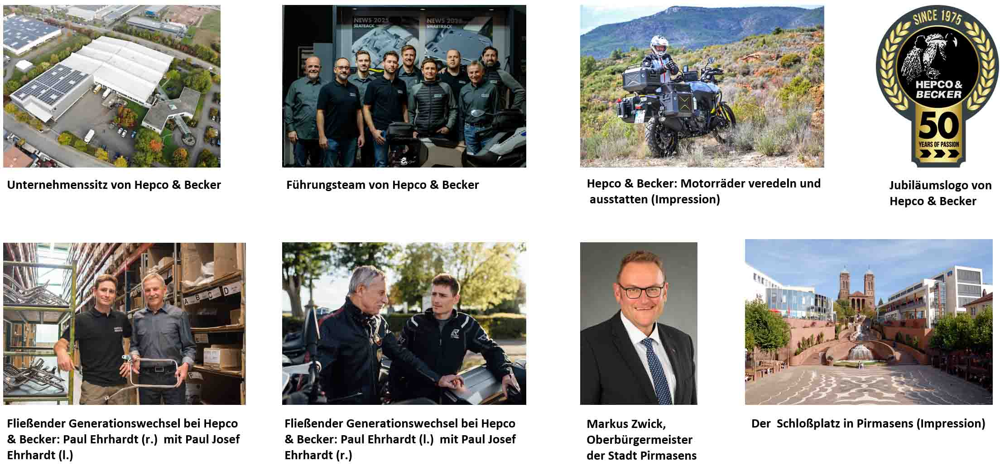 NEWS 2025
SEATRACK
NEWS 2025
SMARTRACK
SINCE 1975
HEPCO &
BECKER
50
YEARS OF PASSION
Unternehmenssitz von Hepco & Becker
Führungsteam von Hepco & Becker
Hepco & Becker: Motorräder veredeln und
ausstatten (Impression)
Jubiläumslogo von
Hepco & Becker
HEPCO &
BECKER
A B C D
F
Fließender Generationswechsel bei Hepco
& Becker: Paul Ehrhardt (r.)  mit Paul Josef
Ehrhardt (l.)
Fließender Generationswechsel bei Hepco
& Becker: Paul Ehrhardt (l.)  mit Paul Josef
Ehrhardt (r.)
Markus Zwick,
Oberbürgermeister
der Stadt Pirmasens
Der  Schloßplatz in Pirmasens (Impression)